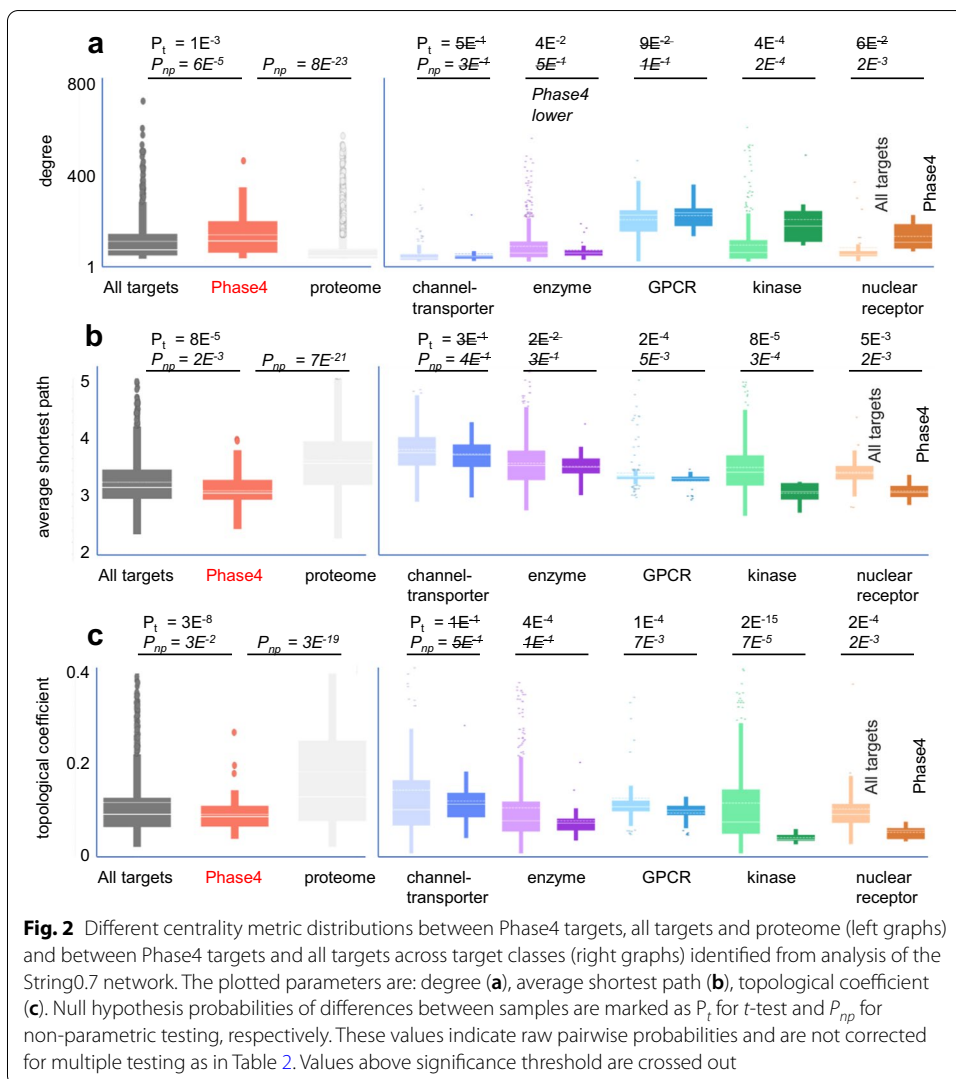 a
P_t = 1E^-3
P_np = 6E^-5 P_np = 8E^-23
P_t = 5E^-1 4E^-2 9E^-2 4E^-4 6E^-2
P_np = 3E^-1 5E^-1 1E^-1 2E^-4 2E^-3
Phase4
lower
degree
800
400
1
All targets
Phase4
All targets Phase4 proteome channel-transporter enzyme GPCR kinase nuclear receptor
b
P_t = 8E^-5
P_np = 2E^-3 P_np = 7E^-21
P_t = 3E^-1 2E^-2 2E^-4 8E^-5 5E^-3
P_np = 4E^-1 3E^-1 5E^-3 3E^-4 2E^-3
average shortest path
5
4
3
2
All targets
Phase4
All targets Phase4 proteome channel-transporter enzyme GPCR kinase nuclear receptor
c
P_t = 3E^-8
P_np = 3E^-2 P_np = 3E^-19
P_t = 1E^-1 4E^-4 1E^-4 2E^-15 2E^-4
P_np = 5E^-1 1E^-1 7E^-3 7E^-5 2E^-3
topological coefficient
0.4
0.2
0
All targets
Phase4
All targets Phase4 proteome channel-transporter enzyme GPCR kinase nuclear receptor
Fig. 2 Different centrality metric distributions between Phase4 targets, all targets and proteome (left graphs)
and between Phase4 targets and all targets across target classes (right graphs) identified from analysis of the
String0.7 network. The plotted parameters are: degree (a), average shortest path (b), topological coefficient
(c). Null hypothesis probabilities of differences between samples are marked as P_t for t-test and P_np for
non-parametric testing, respectively. These values indicate raw pairwise probabilities and are not corrected
for multiple testing as in Table 2. Values above significance threshold are crossed out